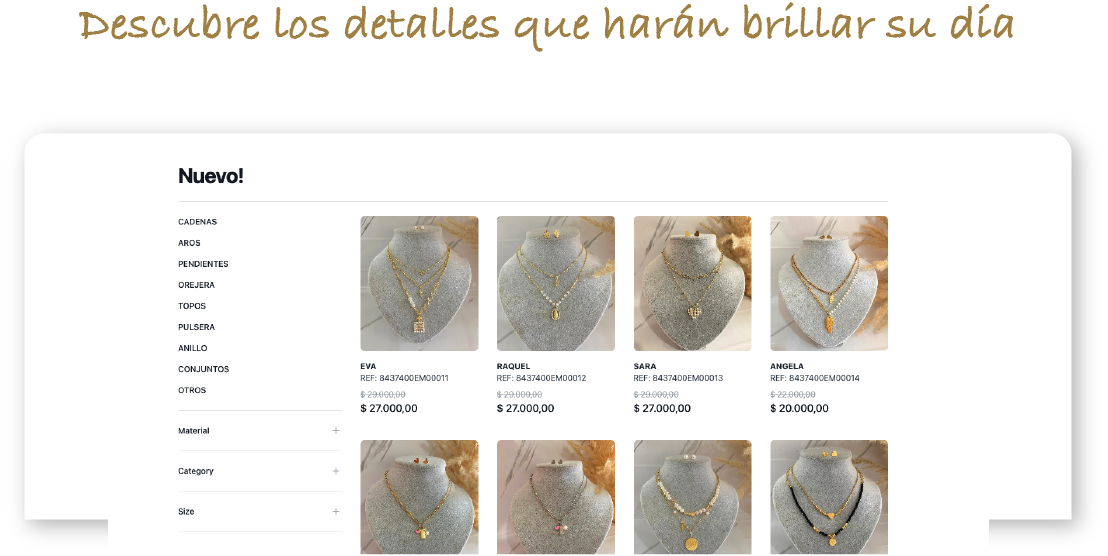 Descubre los detalles que harán brillar su día
Nuevo!
CADENAS
AROS
PENDIENTES
OREJERA
TOPOS
PULSERA
ANILLO
CONJUNTOS
OTROS
Material +
Category +
Size +
EVA
REF: 8437400EM00011
$ 29.000,00
$ 27.000,00
RAQUEL
REF: 8437400EM00012
$ 29.000,00
$ 27.000,00
SARA
REF: 8437400EM00013
$ 29.000,00
$ 27.000,00
ANGELA
REF: 8437400EM00014
$ 22.000,00
$ 20.000,00